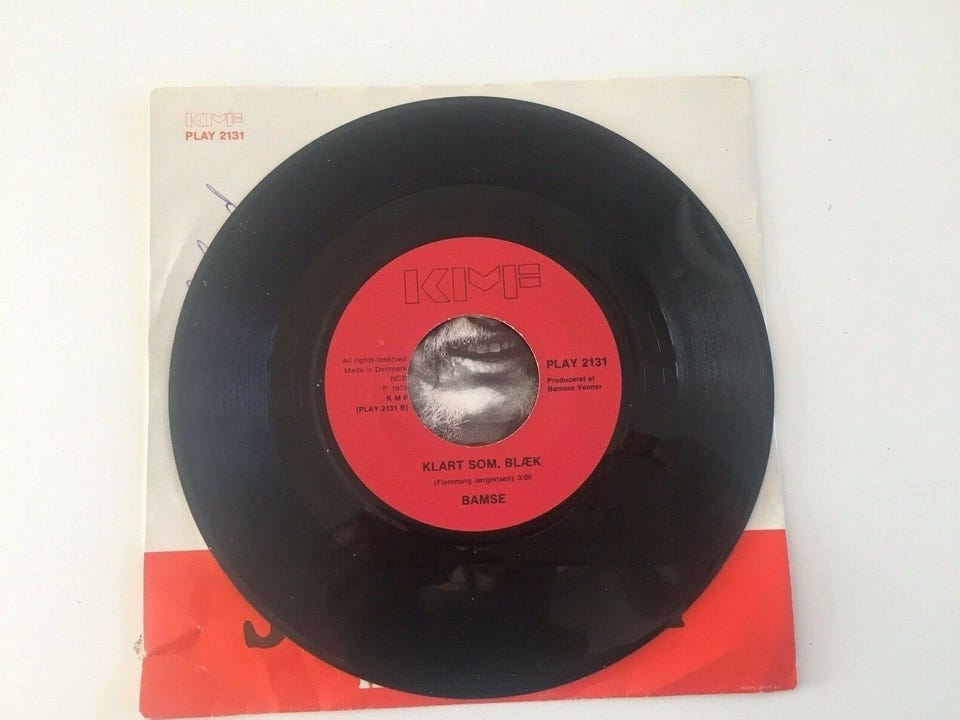 KMF
PLAY 2131
KMF
All rights reserved
Made in Denmark
NCB
K M F
(PLAY 2131 B)
PLAY 2131
Produceret af
Bamses Venner
KLART SOM, BLÆK
(Flemming Jørgensen) 3:06
BAMSE